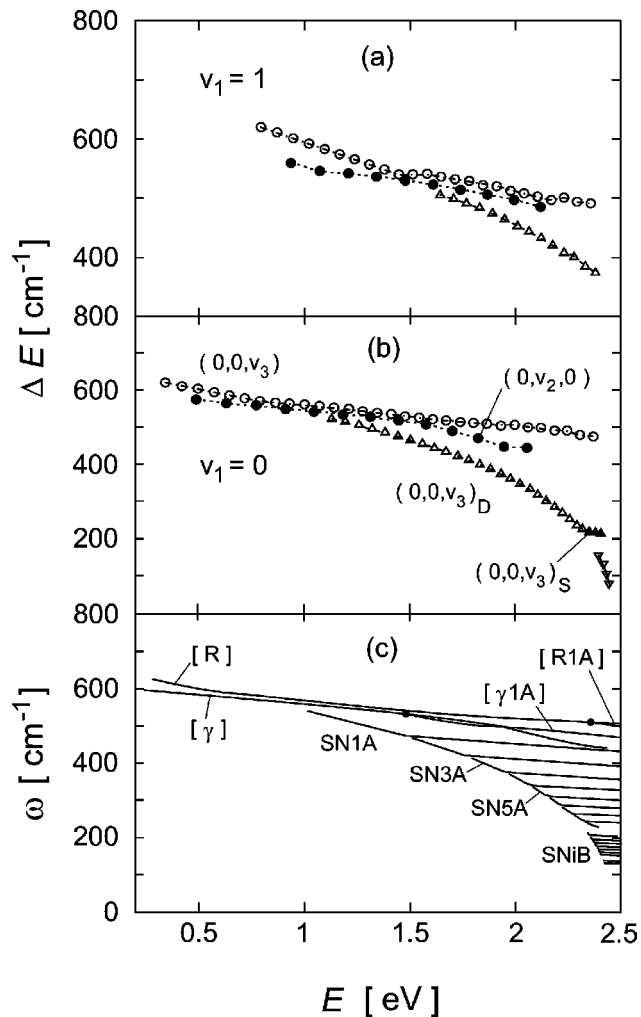 800
(a)
v₁ = 1
600
400
800
(b)
(0,0,v₃)
(0,v₂,0)
600
400
v₁ = 0
(0,0,v₃)D
200
(0,0,v₃)S
Δ E [ cm⁻¹ ]
800
(c)
[ R ]
[ R1A ]
[ γ1A ]
600
[ γ ]
SN1A
400
SN3A
SN5A
200
SNiB
0
ω [ cm⁻¹ ]
0.5
1
1.5
2
2.5
E [ eV ]